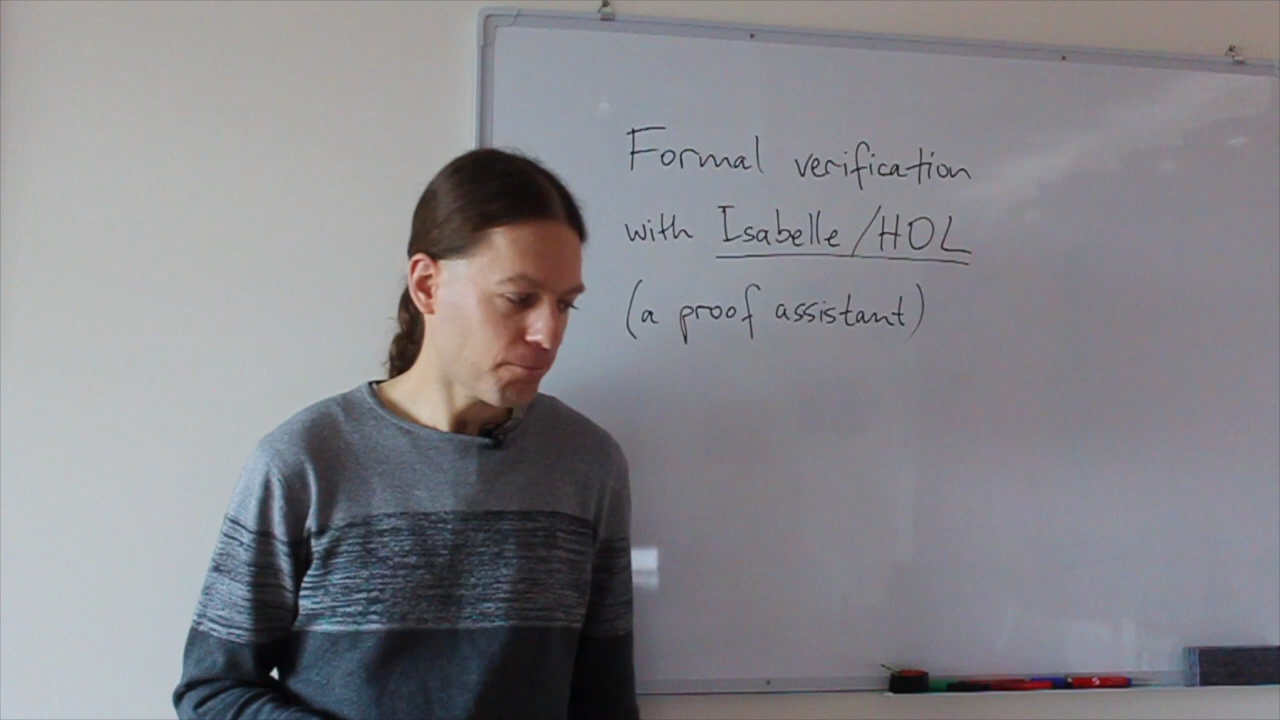 Formal verification
with Isabelle/HOL
(a proof assistant)